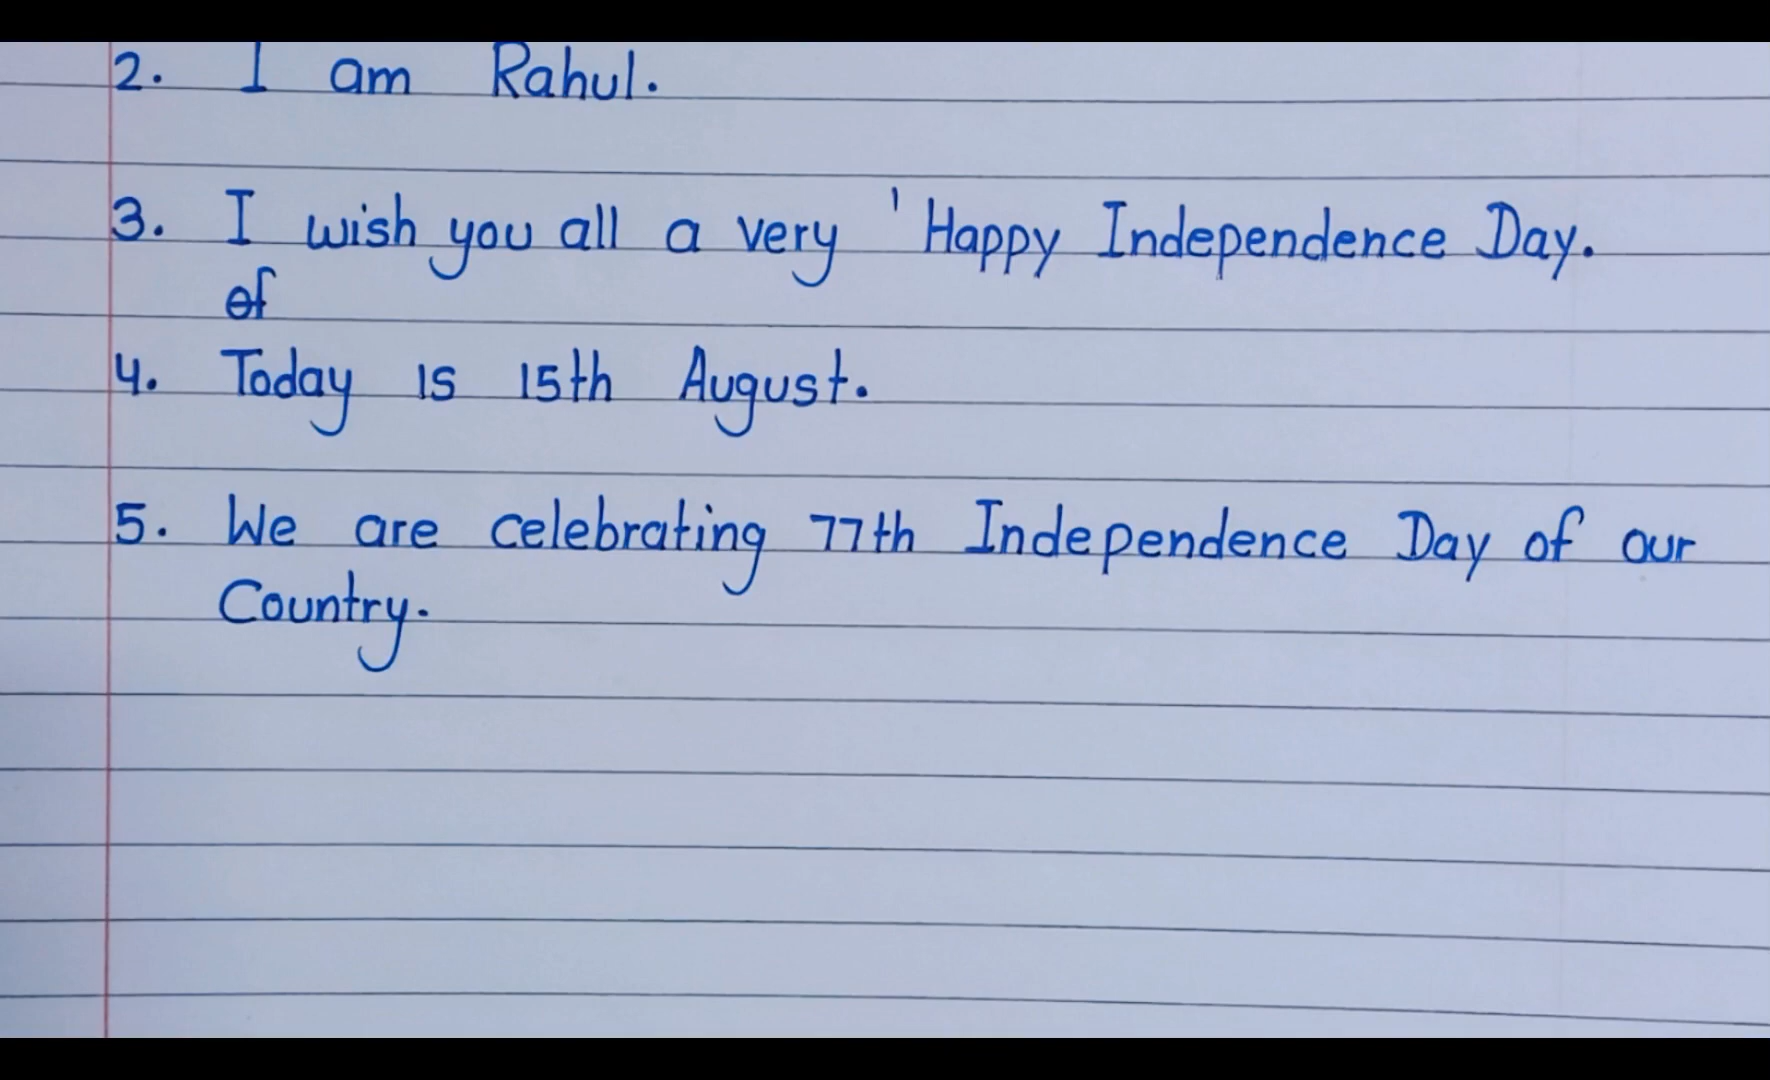 2. I am Rahul.
3. I wish you all a very ' Happy Independence Day.
of
4. Today is 15th August.
5. We are celebrating 77th Independence Day of our
Country.